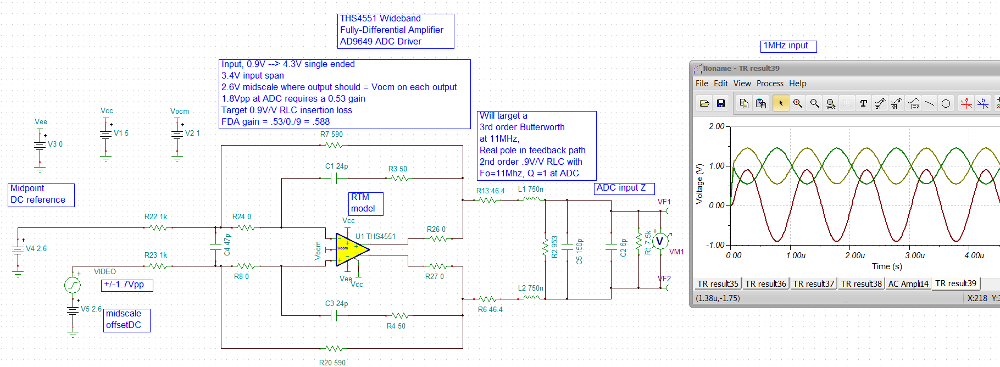 THS4551 Wideband
Fully-Differential Amplifier
AD9649 ADC Driver
1MHz input
Input, 0.9V --> 4.3V single ended
3.4V input span
2.6V midscale where output should = Vocm on each output
1.8Vpp at ADC requires a 0.53 gain
Target 0.9V/V RLC insertion loss
FDA gain = .53/0./9 = .588
Noname - TR result39
File Edit View Process Help
T
100%
a
b
Will target a
3rd order Butterworth
at 11MHz,
Real pole in feedback path
2nd order .9V/V RLC with
Fo=11Mhz, Q =1 at ADC
Vee
+
V3 0
Vcc
+
V1 5
Vocm
+
V2 1
R7 590
C1 24p
R3 50
Midpoint
DC reference
RTM
model
R13 46.4
L1 750n
ADC input Z
VF1
R22 1k
R24 0
Vcc
C4 47p
Vocm
U1 THS4551
Vocm
R26 0
+
V4 2.6
R23 1k
R8 0
Vee
Vcc
R27 0
R2 953
C5 150p
C2 6p
R1 7.5k
+
V
VM1
VF2
VIDEO
+
+/-1.7Vpp
+
V5 2.6
midscale
offsetDC
C3 24p
R4 50
R6 46.4
L2 750n
R20 590
2.00
1.00
0.00
-1.00
Voltage (V)
0.00
1.00u
2.00u
3.00u
4.00u
Time (s)
TR result35 TR result36 TR result37 TR result38 AC Ampli14 TR result39
(1.38u,-1.75)
X:218 Y:3